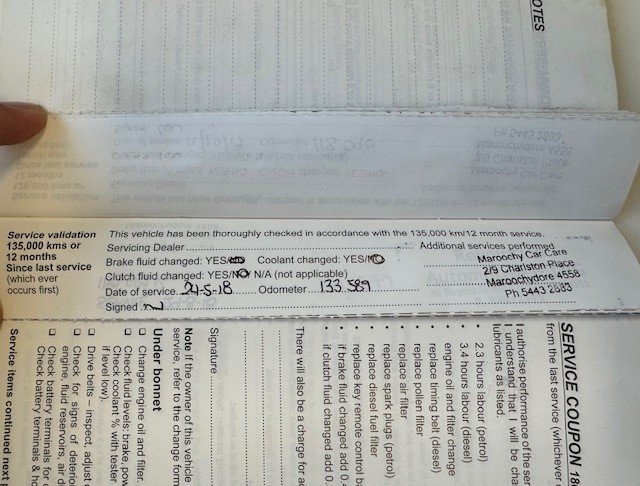 OTES
Service validation
135,000 kms or
12 months
Since last service
(which ever
occurs first)
This vehicle has been thoroughly checked in accordance with the 135,000 km/12 month service.
Servicing Dealer
Additional services performed
Brake fluid changed: YES/NO Coolant changed: YES/NO
Clutch fluid changed: YES/NO N/A (not applicable)
Date of service 24-5-18 Odometer 133 589
Signed
Maroochy Car Care
2/9 Charlston Place
Maroochydore 4558
Ph 5443 2633
SERVICE COUPON 18
from the last service (whichever
I authorise performance of the ser
I understand that I will be cha
lubricants as listed.
• 2.3 hours labour (petrol)
• 3.4 hours labour (diesel)
• engine oil and filter change
• replace timing belt (diesel)
• replace pollen filter
• replace air filter
• replace spark plugs (petrol)
• replace diesel fuel filter
• replace key remote control ba
• if brake fluid changed add 0.
• if clutch fluid changed add 0.
There will also be a charge for ad
Signature
Note If the owner of this vehicle
service, refer to the change form
Under bonnet
❏ Change engine oil and filter.
❏ Check fluid levels: brake, pow
Check coolant % with tester
if level low).
❏ Drive belts – inspect, adjust
❏ Check for signs of deterio
engine, fluid reservoirs, air d
❏ Check battery terminals for c
Check battery terminals & ho
Service items continued next